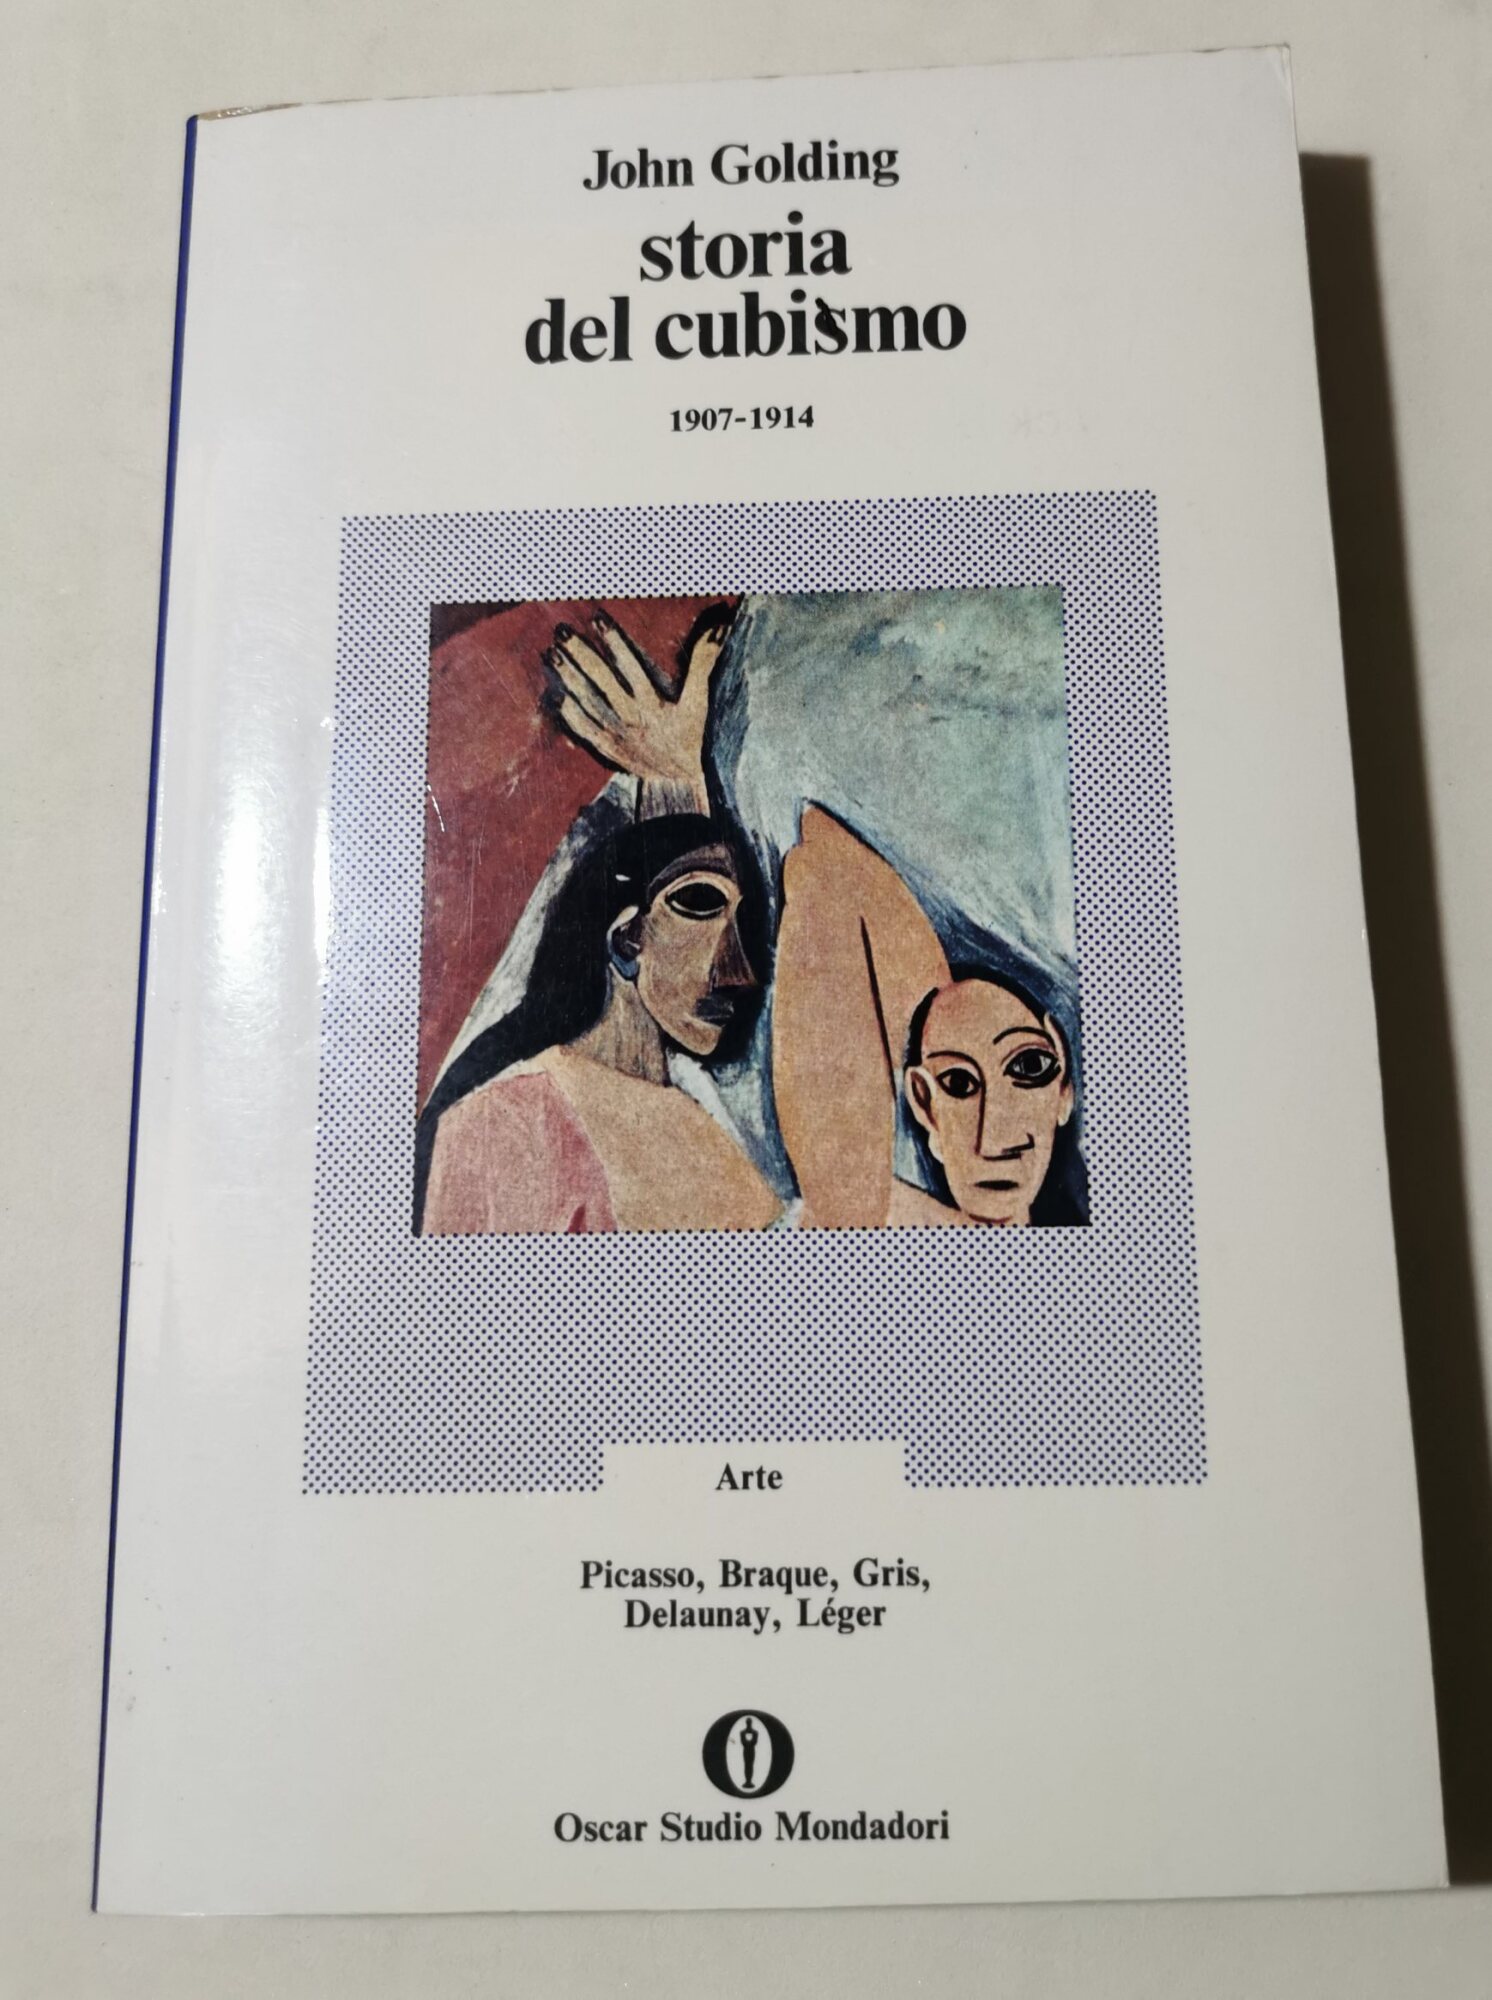 John Golding
storia
del cubismo
1907-1914
Arte
Picasso, Braque, Gris,
Delaunay, Léger
Oscar Studio Mondadori